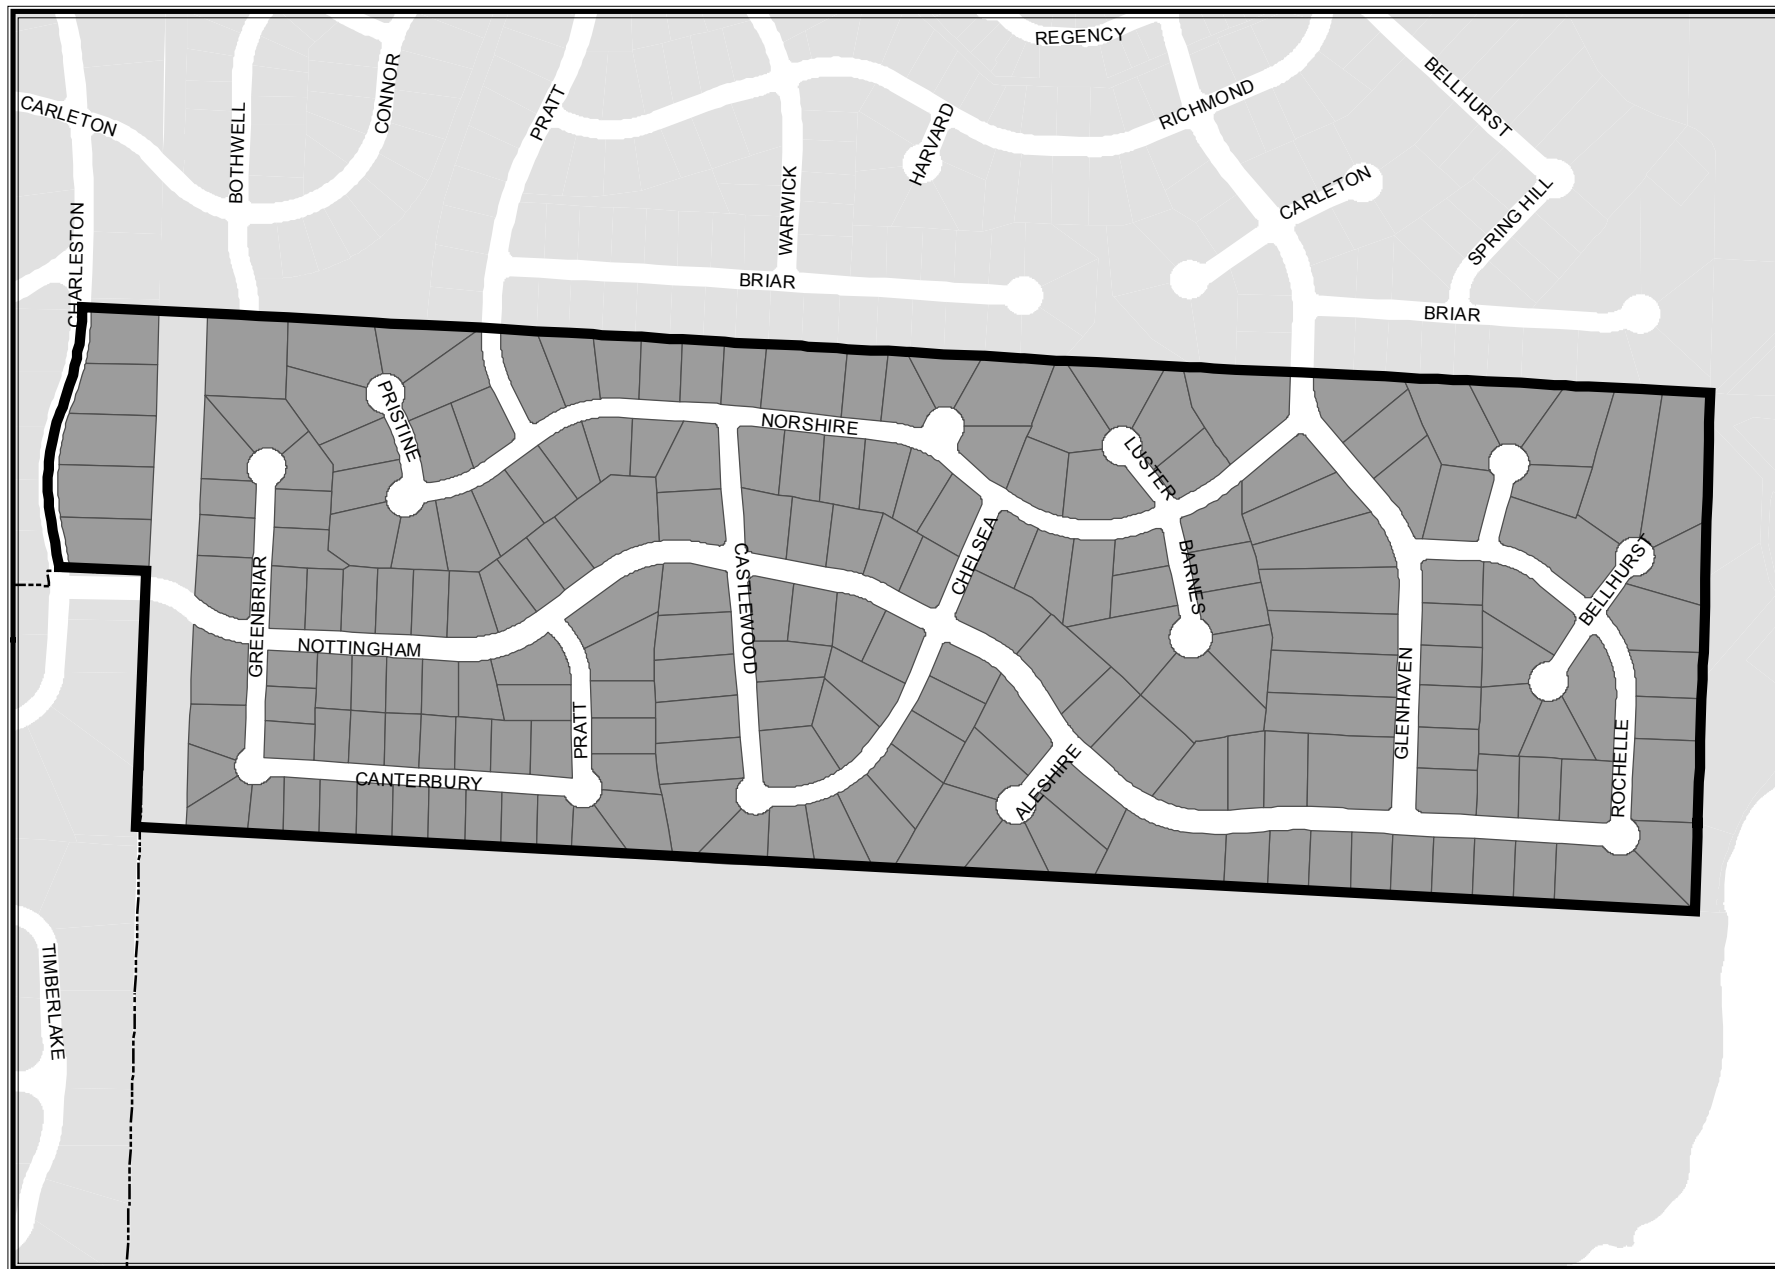 REGENCY
BELLHURST
CONNOR
CARLETON
BOTHWELL
PRATT
RICHMOND
HARVARD
WARWICK
CARLETON
SPRING HILL
CHARLESTON
BRIAR
BRIAR
PRISTINE
NORSHIRE
LUSTER
CHELSEA
BARNES
BELLHURST
GREENBRIAR
CASTLEWOOD
NOTTINGHAM
GLENHAVEN
PRATT
ROCHELLE
CANTERBURY
ALESHIRE
TIMBERLAKE